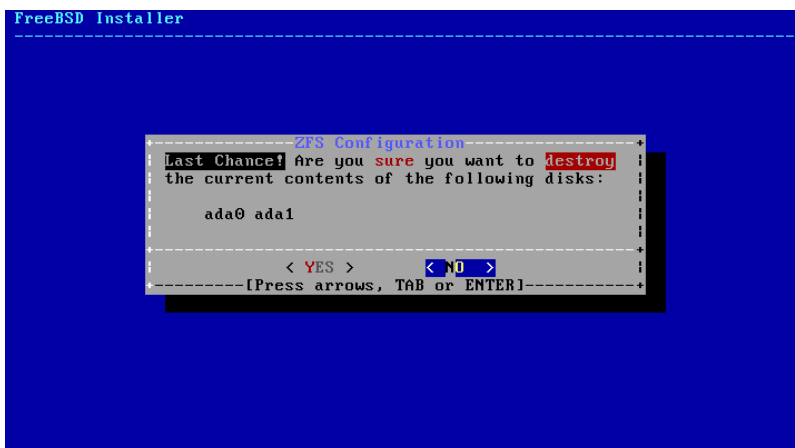 FreeBSD Installer
ZFS Configuration
Last Chance! Are you sure you want to destroy
the current contents of the following disks:
ada0 ada1
< YES > < NO >
[Press arrows, TAB or ENTER]